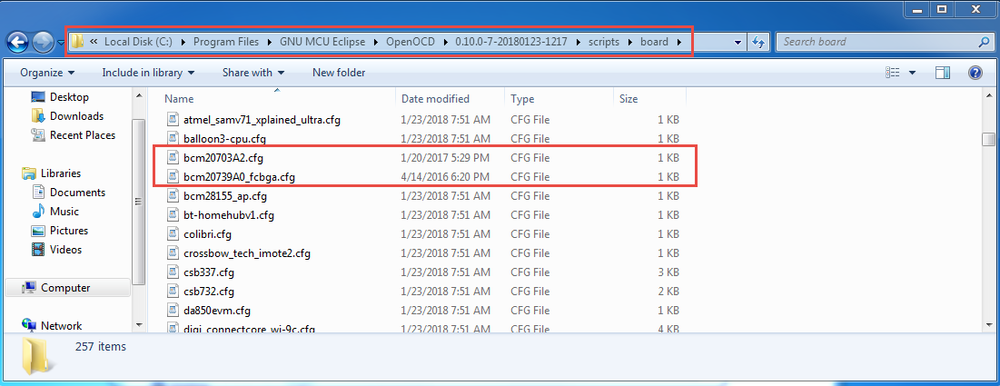 « Local Disk (C:) ▸ Program Files ▸ GNU MCU Eclipse ▸ OpenOCD ▸ 0.10.0-7-20180123-1217 ▸ scripts ▸ board ▸
Search board
Organize Include in library Share with New folder
Name Date modified Type Size
Desktop
Downloads
Recent Places
Libraries
Documents
Music
Pictures
Videos
Computer
Network
atmel_samv71_xplained_ultra.cfg 1/23/2018 7:51 AM CFG File 1 KB
balloon3-cpu.cfg 1/23/2018 7:51 AM CFG File 1 KB
bcm20703A2.cfg 1/20/2017 5:29 PM CFG File 1 KB
bcm20739A0_fcbga.cfg 4/14/2016 6:20 PM CFG File 1 KB
bcm28155_ap.cfg 1/23/2018 7:51 AM CFG File 1 KB
bt-homehubv1.cfg 1/23/2018 7:51 AM CFG File 1 KB
colibri.cfg 1/23/2018 7:51 AM CFG File 1 KB
crossbow_tech_imote2.cfg 1/23/2018 7:51 AM CFG File 1 KB
csb337.cfg 1/23/2018 7:51 AM CFG File 3 KB
csb732.cfg 1/23/2018 7:51 AM CFG File 2 KB
da850evm.cfg 1/23/2018 7:51 AM CFG File 1 KB
digi_connectcore_wi-9c.cfg 1/23/2018 7:51 AM CFG File 4 KB
257 items